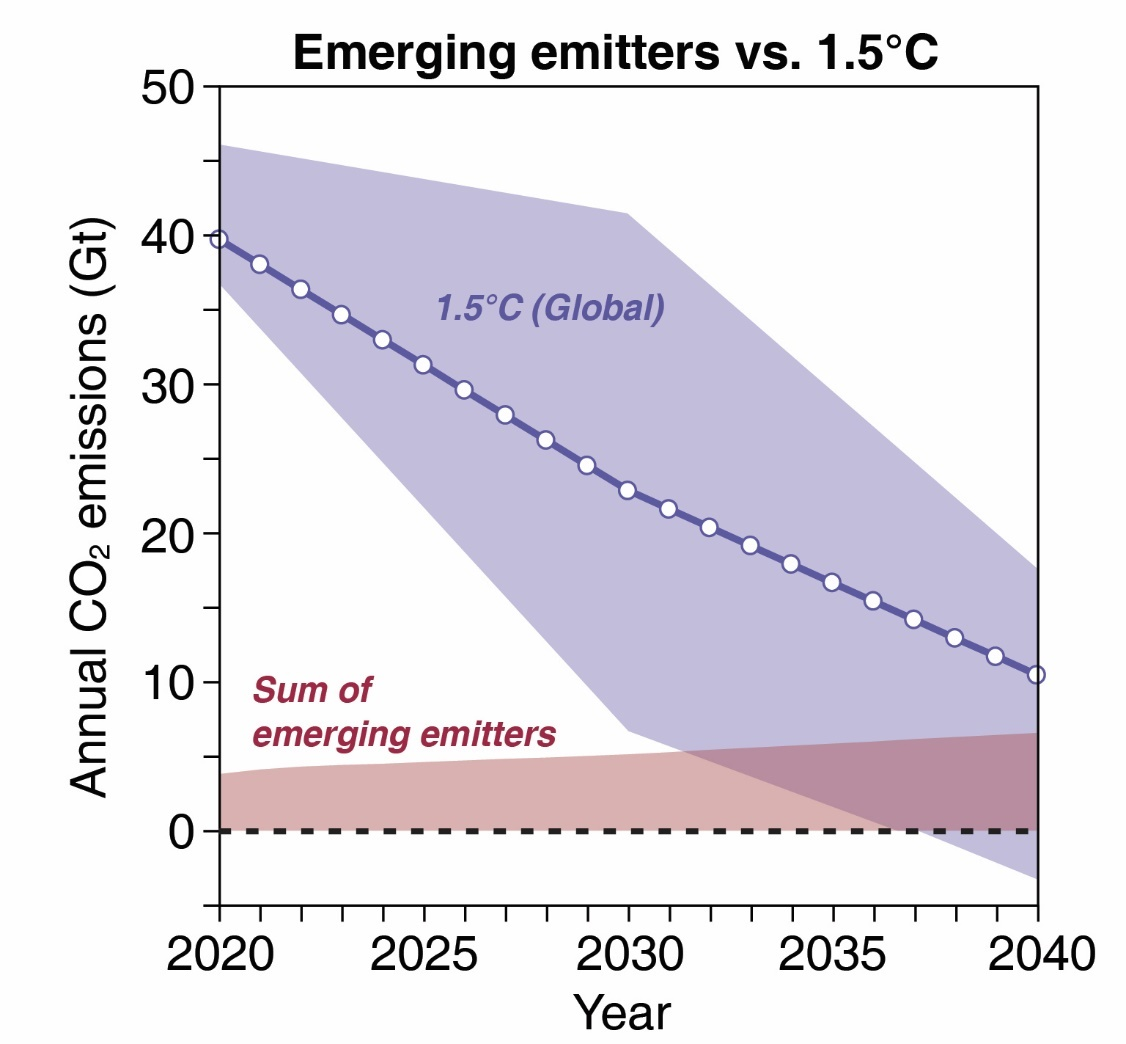 Emerging emitters vs. 1.5°C
50
40
30
20
10
0
Annual CO₂ emissions (Gt)
1.5°C (Global)
Sum of
emerging emitters
2020 2025 2030 2035 2040
Year